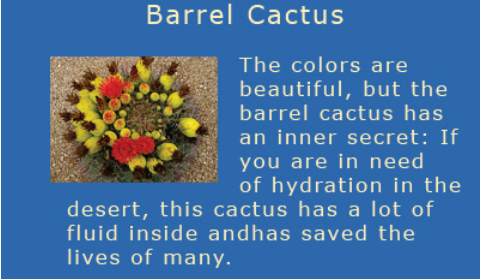 Barrel Cactus
The colors are
beautiful, but the
barrel cactus has
an inner secret: If
you are in need
of hydration in the
desert, this cactus has a lot of
fluid inside andhas saved the
lives of many.